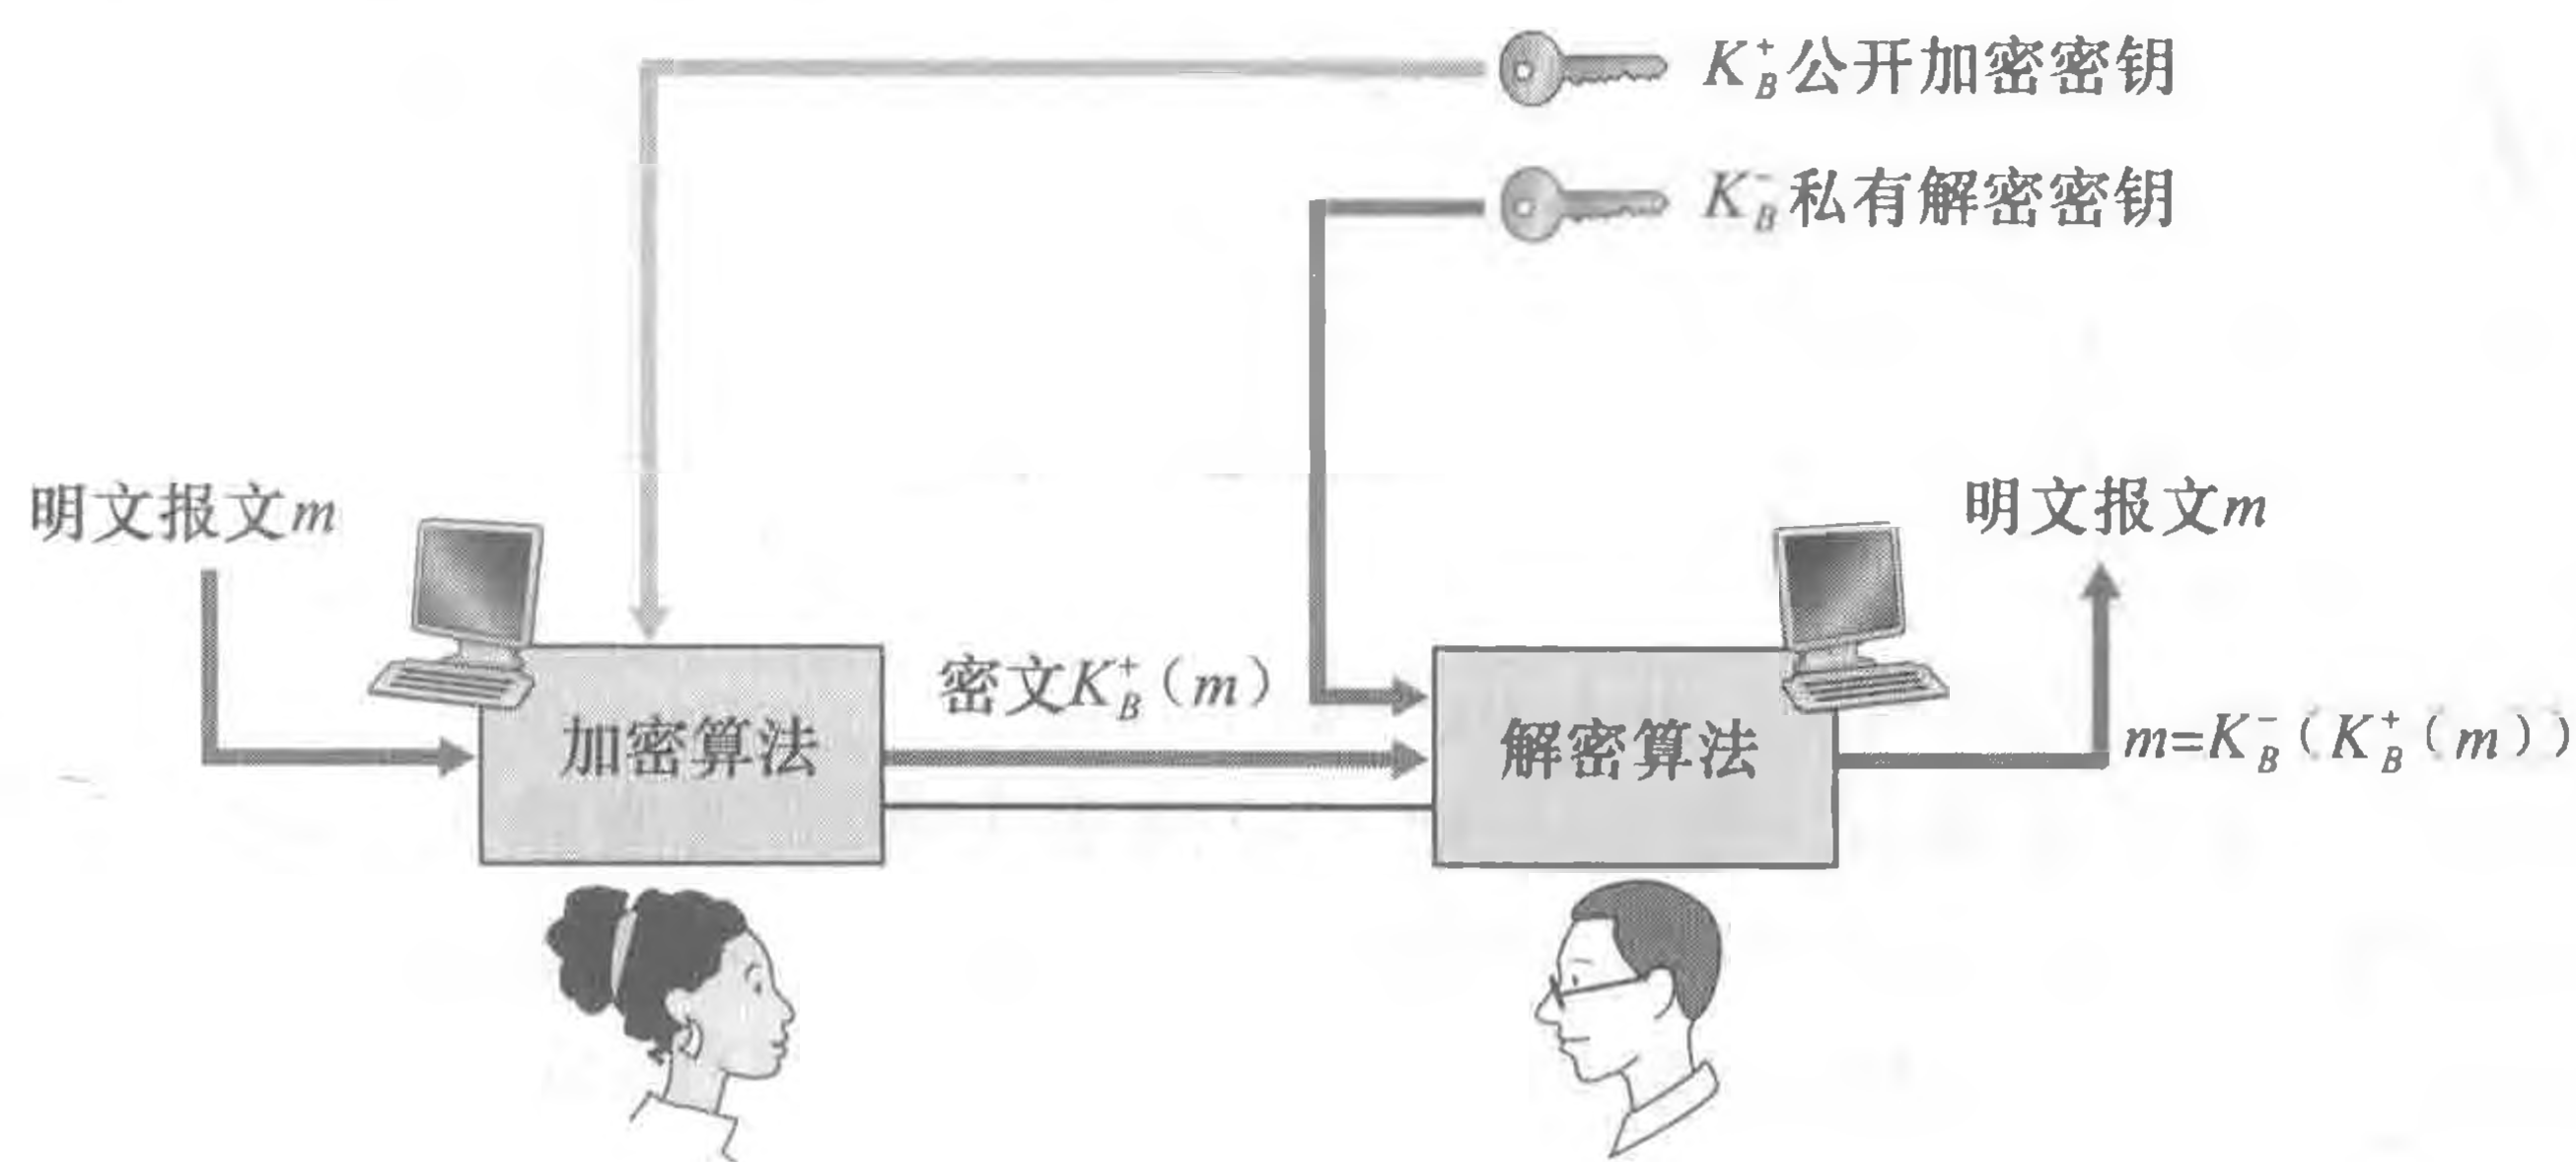 K_B^+公开加密密钥
K_B^-私有解密密钥
明文报文m
明文报文m
密文K_B^+（m）
加密算法
解密算法
m=K_B^-（K_B^+（m））